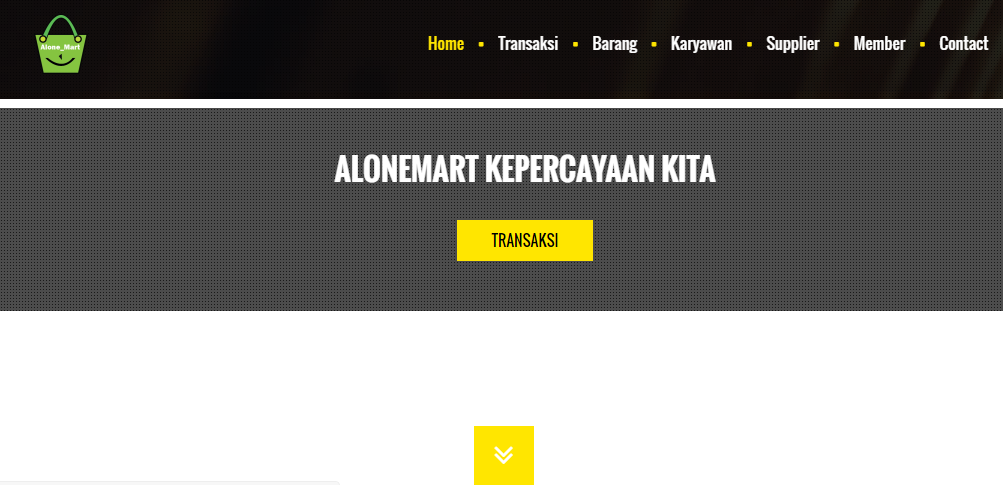 Alone_Mart
Home Transaksi Barang Karyawan Supplier Member Contact
ALONEMART KEPERCAYAAN KITA
TRANSAKSI